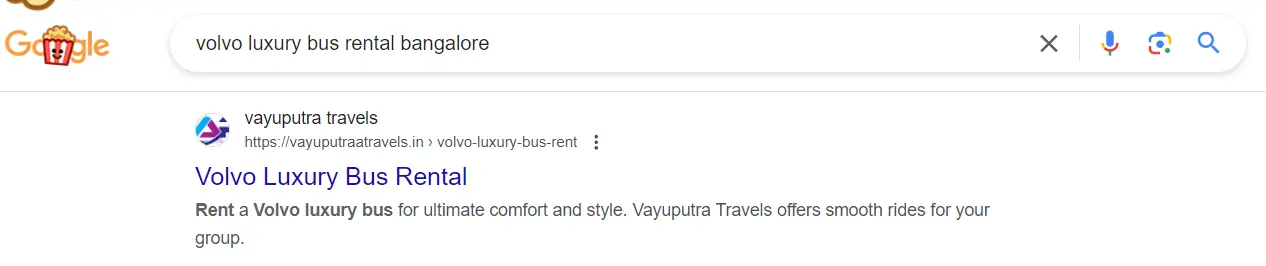 Google
volvo luxury bus rental bangalore
vayuputra travels
https://vayuputraatravels.in › volvo-luxury-bus-rent
Volvo Luxury Bus Rental
Rent a Volvo luxury bus for ultimate comfort and style. Vayuputra Travels offers smooth rides for your
group.